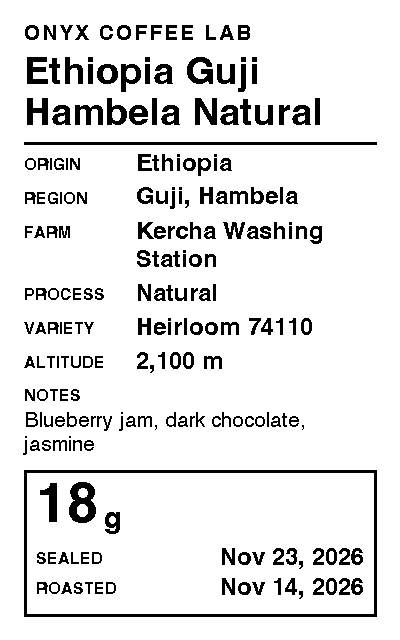 ONYX COFFEE LAB
Ethiopia Guji
Hambela Natural
ORIGIN Ethiopia
REGION Guji, Hambela
FARM Kercha Washing
Station
PROCESS Natural
VARIETY Heirloom 74110
ALTITUDE 2,100 m
NOTES
Blueberry jam, dark chocolate,
jasmine
18 g
SEALED Nov 23, 2026
ROASTED Nov 14, 2026